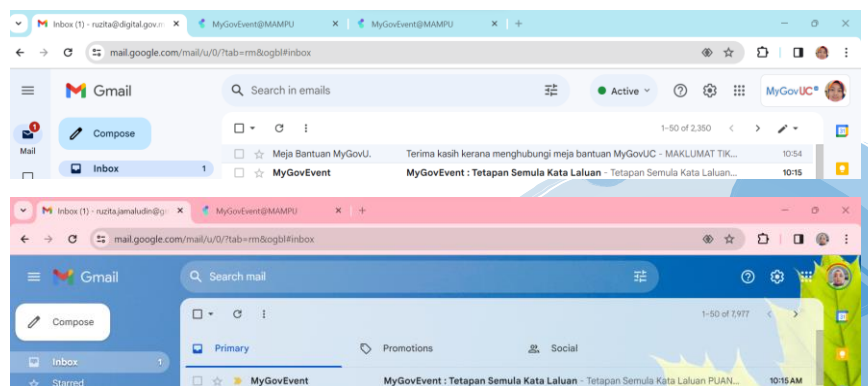 Inbox (1) - ruzita@digital.gov.m
MyGovEvent@MAMPU
MyGovEvent@MAMPU
mail.google.com/mail/u/0/?tab=rm&ogbl#inbox
Gmail
Search in emails
Active
MyGovUC
Mail
Compose
1–50 of 2,350
Inbox 1
Meja Bantuan MyGovU. Terima kasih kerana menghubungi meja bantuan MyGovUC - MAKLUMAT TIK... 10:54
MyGovEvent MyGovEvent : Tetapan Semula Kata Laluan - Tetapan Semula Kata Laluan... 10:15
Inbox (1) - ruzita.jamaludin@g
MyGovEvent@MAMPU
mail.google.com/mail/u/0/?tab=rm&ogbl#inbox
Gmail
Search mail
Compose
1–50 of 7,977
Inbox 1
Primary Promotions Social
Starred
MyGovEvent MyGovEvent : Tetapan Semula Kata Laluan - Tetapan Semula Kata Laluan PUAN... 10:15 AM